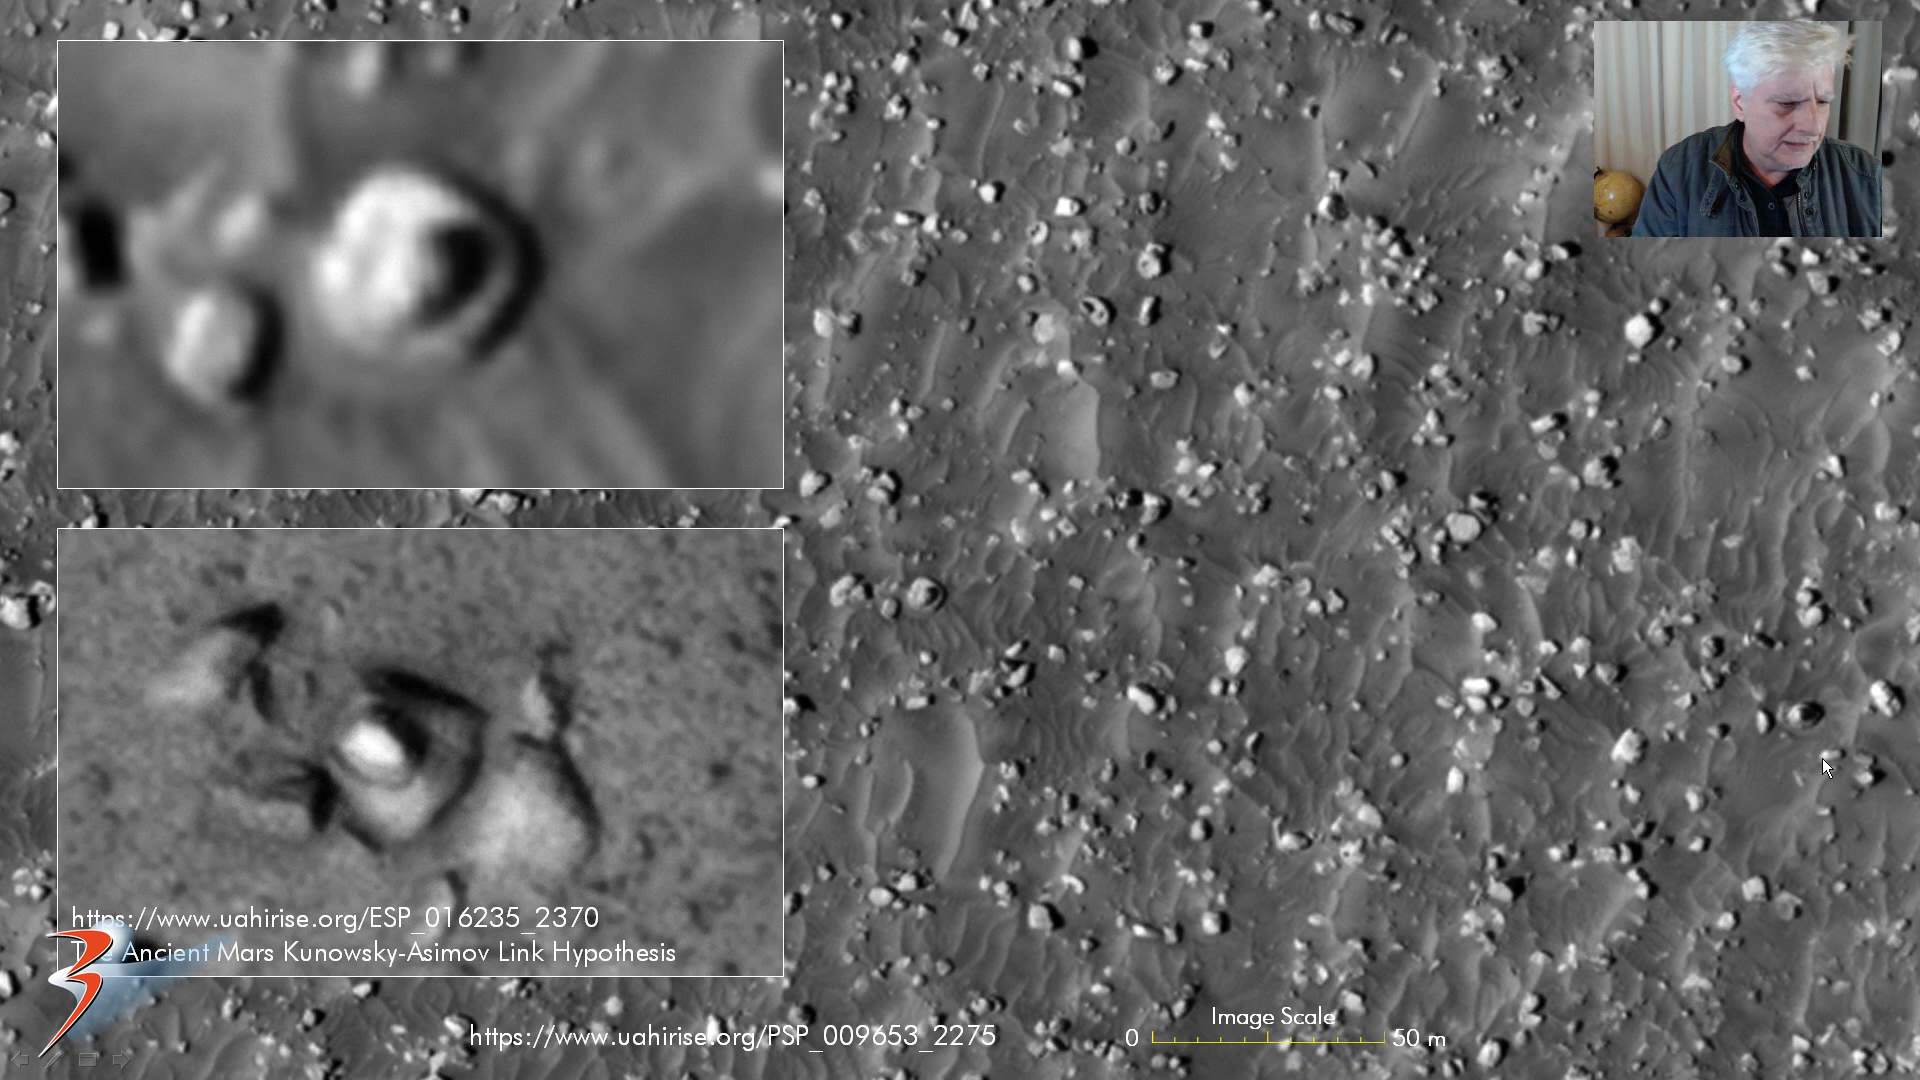 https://www.uahirise.org/ESP_016235_2370
The Ancient Mars Kunowsky-Asimov Link Hypothesis
Image Scale
https://www.uahirise.org/PSP_009653_2275
0 50 m